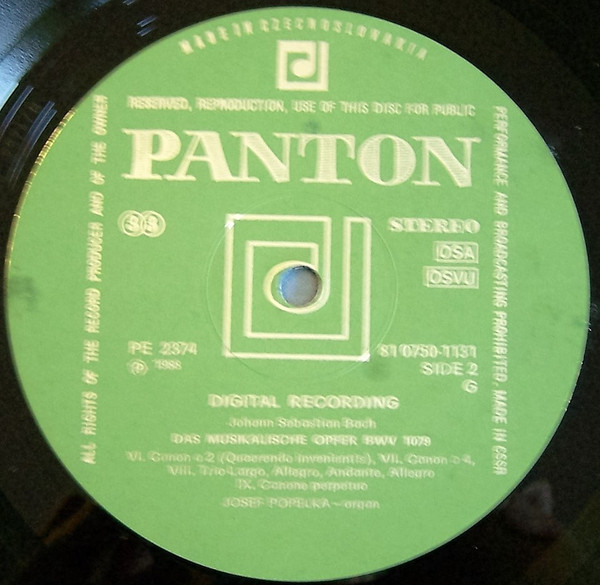 MADE IN CZECHOSLOVAKIA
RESERVED, REPRODUCTION, USE OF THIS DISC FOR PUBLIC
ALL RIGHTS OF THE RECORD PRODUCER AND OF THE OWNER
PERFORMANCE AND BROADCASTING PROHIBITED. MADE IN CSSR
PANTON
33
STEREO
OSA
OSVU
PE 2374
81 0750-1131
℗ 1988
SIDE 2
G
DIGITAL RECORDING
Johann Sebastian Bach
DAS MUSIKALISCHE OPFER BWV 1079
VI. Canon a 2 (Quaerendo invenientis), VII. Canon a 4,
VIII. Trio-Largo, Allegro, Andante, Allegro
IX. Canone perpetuo
JOSEF POPELKA – organ